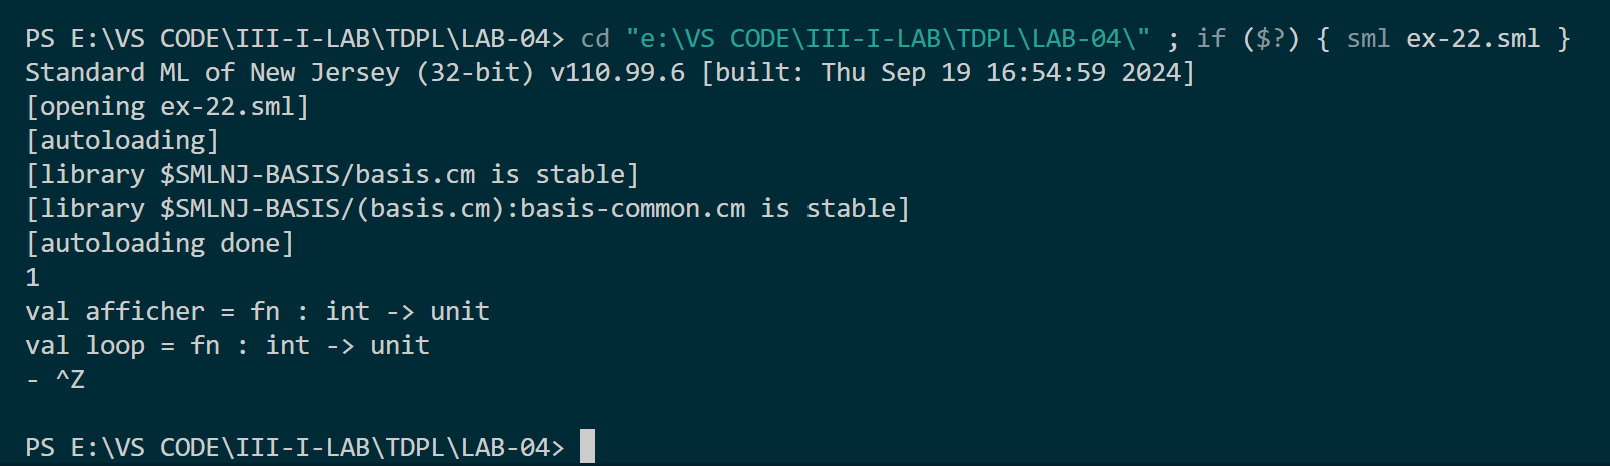 PS E:\VS CODE\III-I-LAB\TDPL\LAB-04> cd "e:\VS CODE\III-I-LAB\TDPL\LAB-04\" ; if ($?) { sml ex-22.sml }
Standard ML of New Jersey (32-bit) v110.99.6 [built: Thu Sep 19 16:54:59 2024]
[opening ex-22.sml]
[autoloading]
[library $SMLNJ-BASIS/basis.cm is stable]
[library $SMLNJ-BASIS/(basis.cm):basis-common.cm is stable]
[autoloading done]
1
val afficher = fn : int -> unit
val loop = fn : int -> unit
- ^Z
PS E:\VS CODE\III-I-LAB\TDPL\LAB-04>